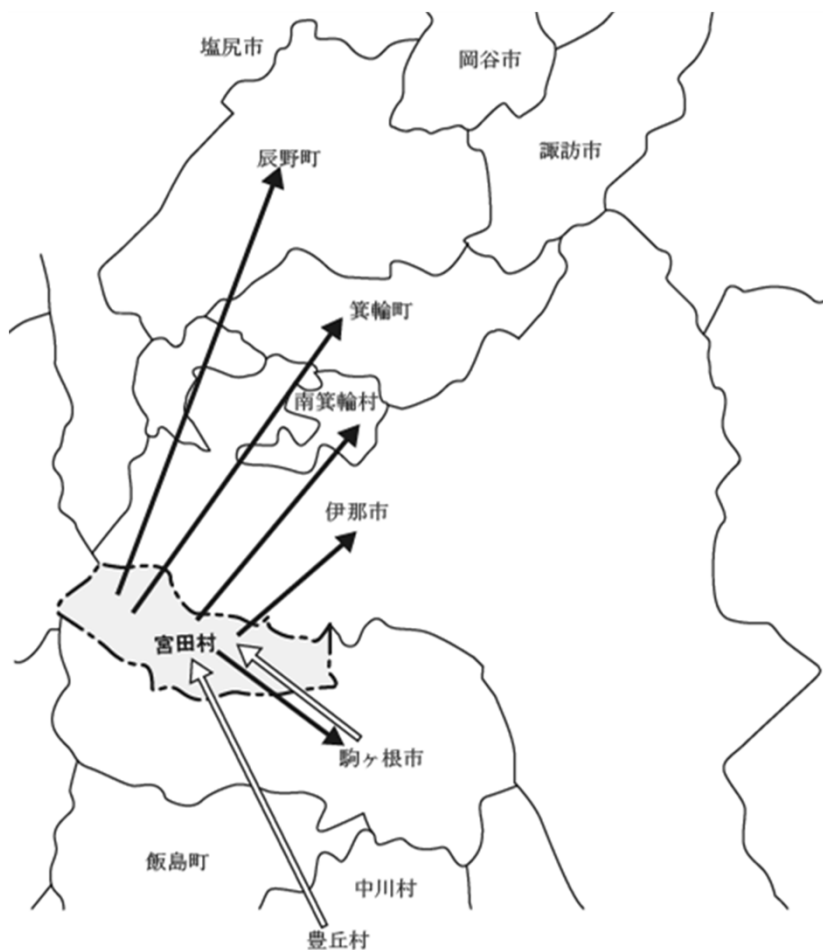 塩尻市
岡谷市
諏訪市
辰野町
箕輪町
南箕輪村
伊那市
宮田村
駒ヶ根市
飯島町
中川村
豊丘村